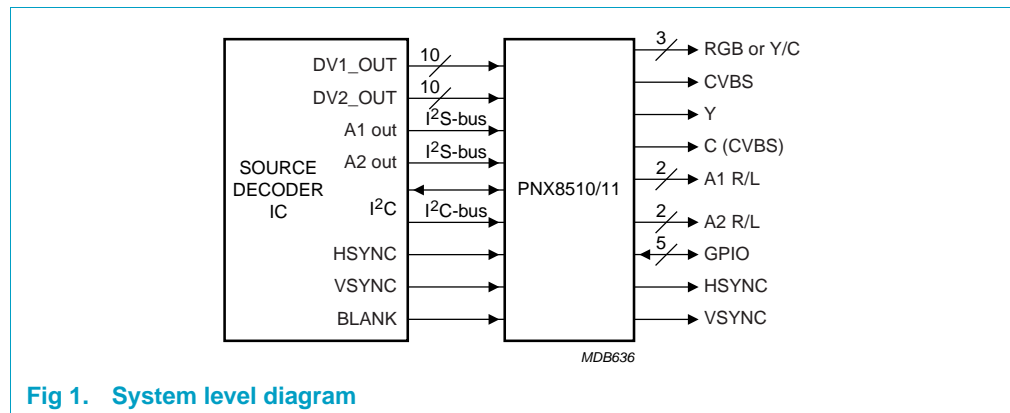 SOURCE
DECODER
IC
DV1_OUT
DV2_OUT
A1 out
A2 out
I2C
HSYNC
VSYNC
BLANK
10
10
I2S-bus
I2S-bus
I2C-bus
PNX8510/11
3
RGB or Y/C
CVBS
Y
C (CVBS)
2
A1 R/L
2
A2 R/L
5
GPIO
HSYNC
VSYNC
MDB636
Fig 1. System level diagram